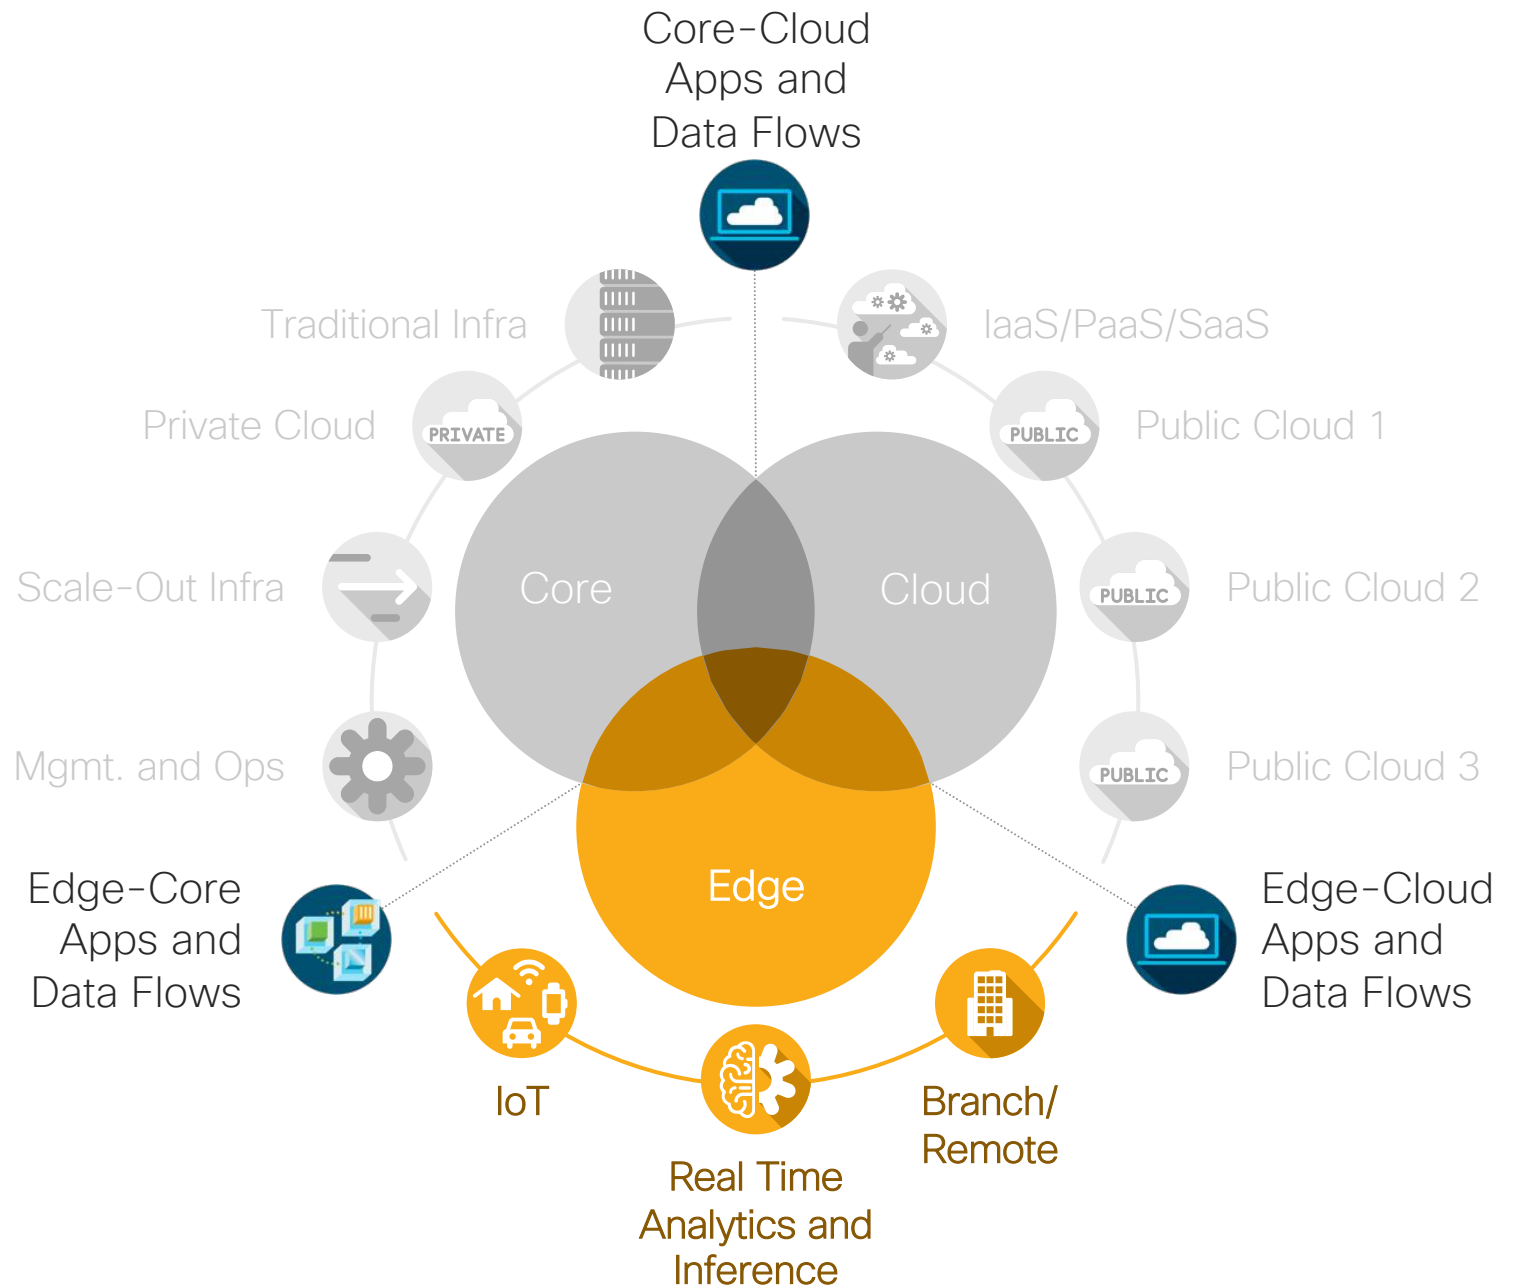 Core-Cloud
Apps and
Data Flows
Traditional Infra
IaaS/PaaS/SaaS
Private Cloud
PRIVATE
PUBLIC
Public Cloud 1
Scale-Out Infra
Core
Cloud
PUBLIC
Public Cloud 2
Mgmt. and Ops
PUBLIC
Public Cloud 3
Edge-Core
Apps and
Data Flows
Edge
Edge-Cloud
Apps and
Data Flows
IoT
Branch/
Remote
Real Time
Analytics and
Inference